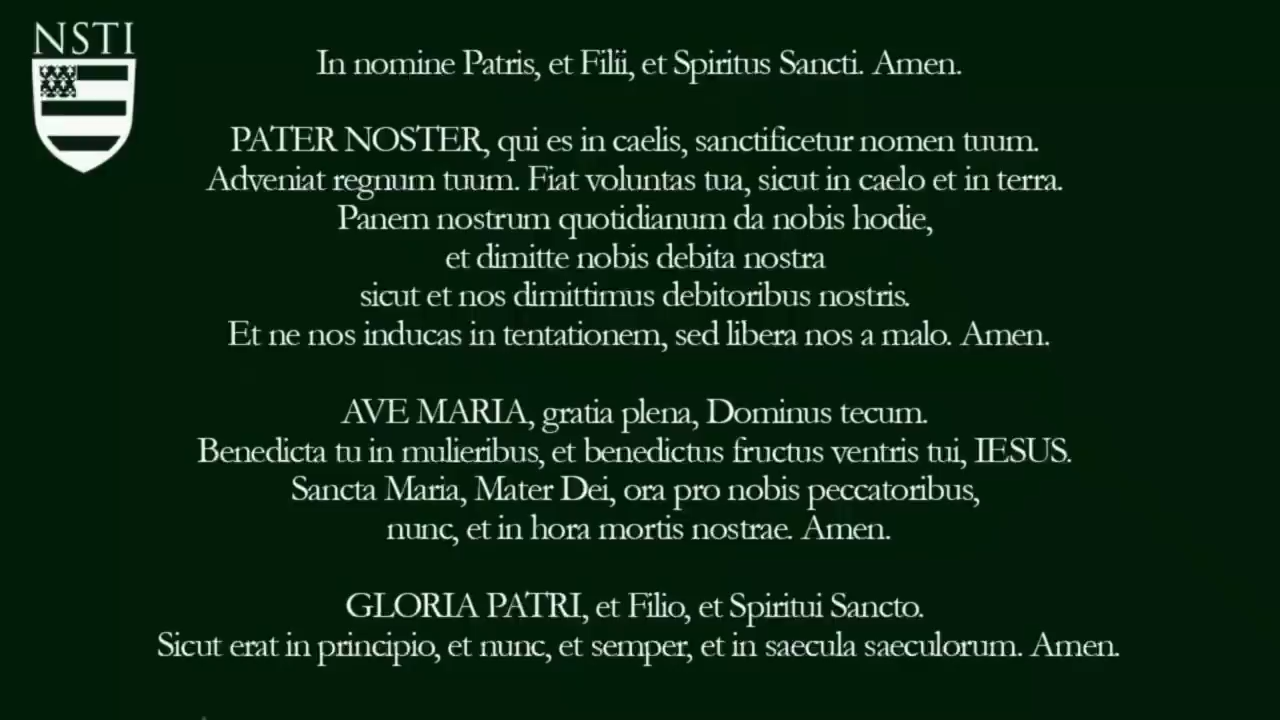 NSTI
In nomine Patris, et Filii, et Spiritus Sancti. Amen.
PATER NOSTER, qui es in caelis, sanctificetur nomen tuum.
Adveniat regnum tuum. Fiat voluntas tua, sicut in caelo et in terra.
Panem nostrum quotidianum da nobis hodie,
et dimitte nobis debita nostra
sicut et nos dimittimus debitoribus nostris.
Et ne nos inducas in tentationem, sed libera nos a malo. Amen.
AVE MARIA, gratia plena, Dominus tecum.
Benedicta tu in mulieribus, et benedictus fructus ventris tui, IESUS.
Sancta Maria, Mater Dei, ora pro nobis peccatoribus,
nunc, et in hora mortis nostrae. Amen.
GLORIA PATRI, et Filio, et Spiritui Sancto.
Sicut erat in principio, et nunc, et semper, et in saecula saeculorum. Amen.